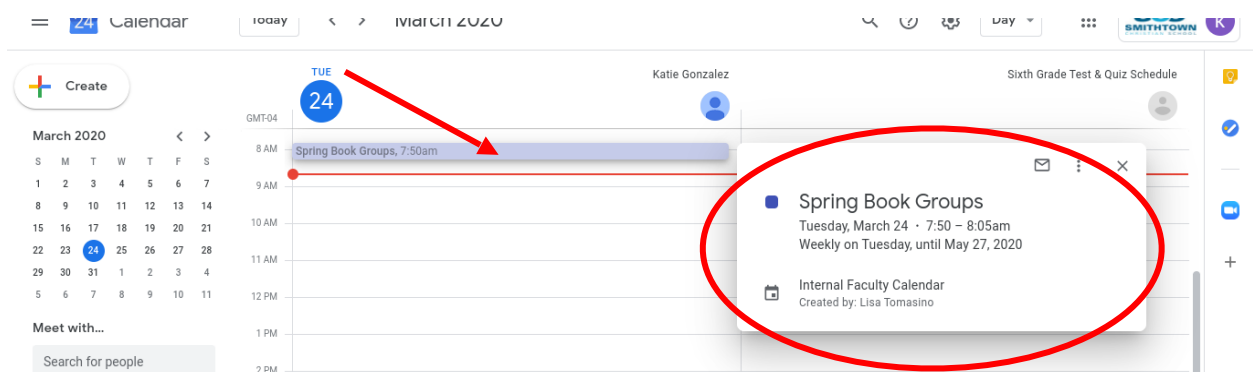 24 Calendar Today March 2020 Day SMITHTOWN CHRISTIAN SCHOOL K
Create
March 2020
S M T W T F S
1 2 3 4 5 6 7
8 9 10 11 12 13 14
15 16 17 18 19 20 21
22 23 24 25 26 27 28
29 30 31 1 2 3 4
5 6 7 8 9 10 11
Meet with...
Search for people
TUE
24
Katie Gonzalez
Sixth Grade Test & Quiz Schedule
GMT-04
8 AM
Spring Book Groups, 7:50am
9 AM
10 AM
11 AM
12 PM
1 PM
2 PM
Spring Book Groups
Tuesday, March 24 · 7:50 – 8:05am
Weekly on Tuesday, until May 27, 2020
Internal Faculty Calendar
Created by: Lisa Tomasino